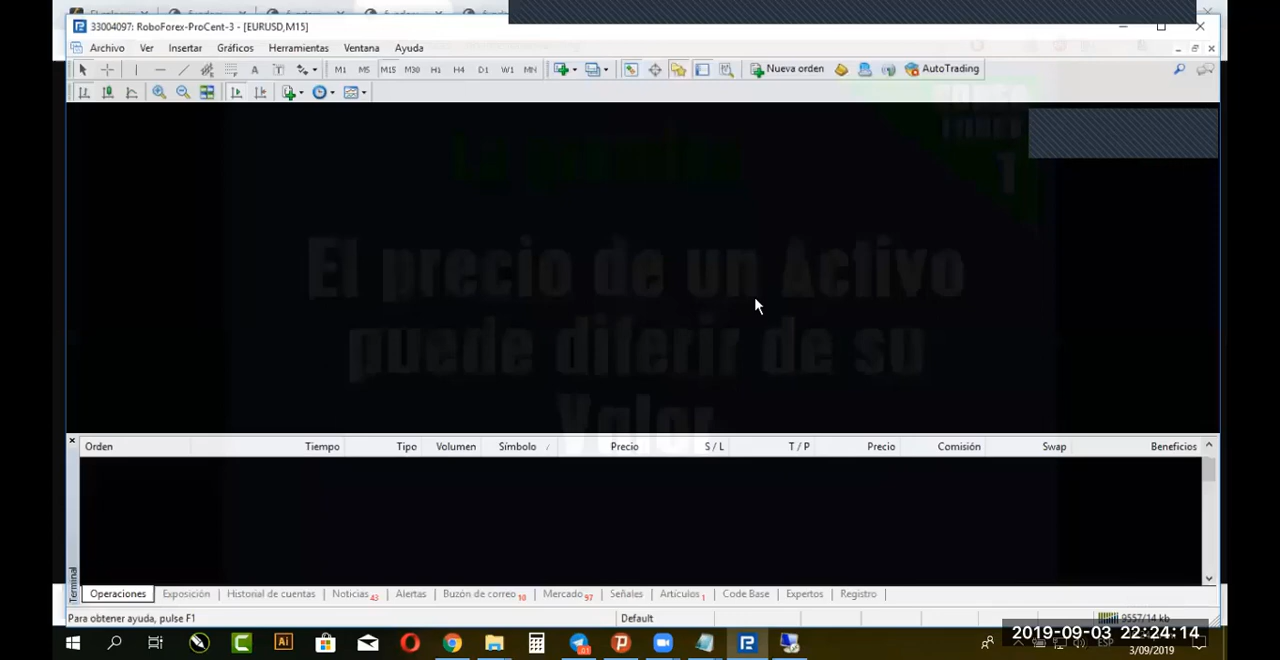 33004097: RoboForex-ProCent-3 - [EURUSD,M15]
Archivo Ver Insertar Gráficos Herramientas Ventana Ayuda
A T M1 M5 M15 M30 H1 H4 D1 W1 MN Nueva orden AutoTrading
1
El precio de un Activo
puede diferir de su
Valor
Orden Tiempo Tipo Volumen Símbolo / Precio S / L T / P Precio Comisión Swap Beneficios
Terminal
Operaciones Exposición Historial de cuentas Noticias 43 Alertas Buzón de correo 10 Mercado 97 Señales Artículos 1 Code Base Expertos Registro
Para obtener ayuda, pulse F1 Default 9557/14 kb
2019-09-03 22:24:14
3/09/2019